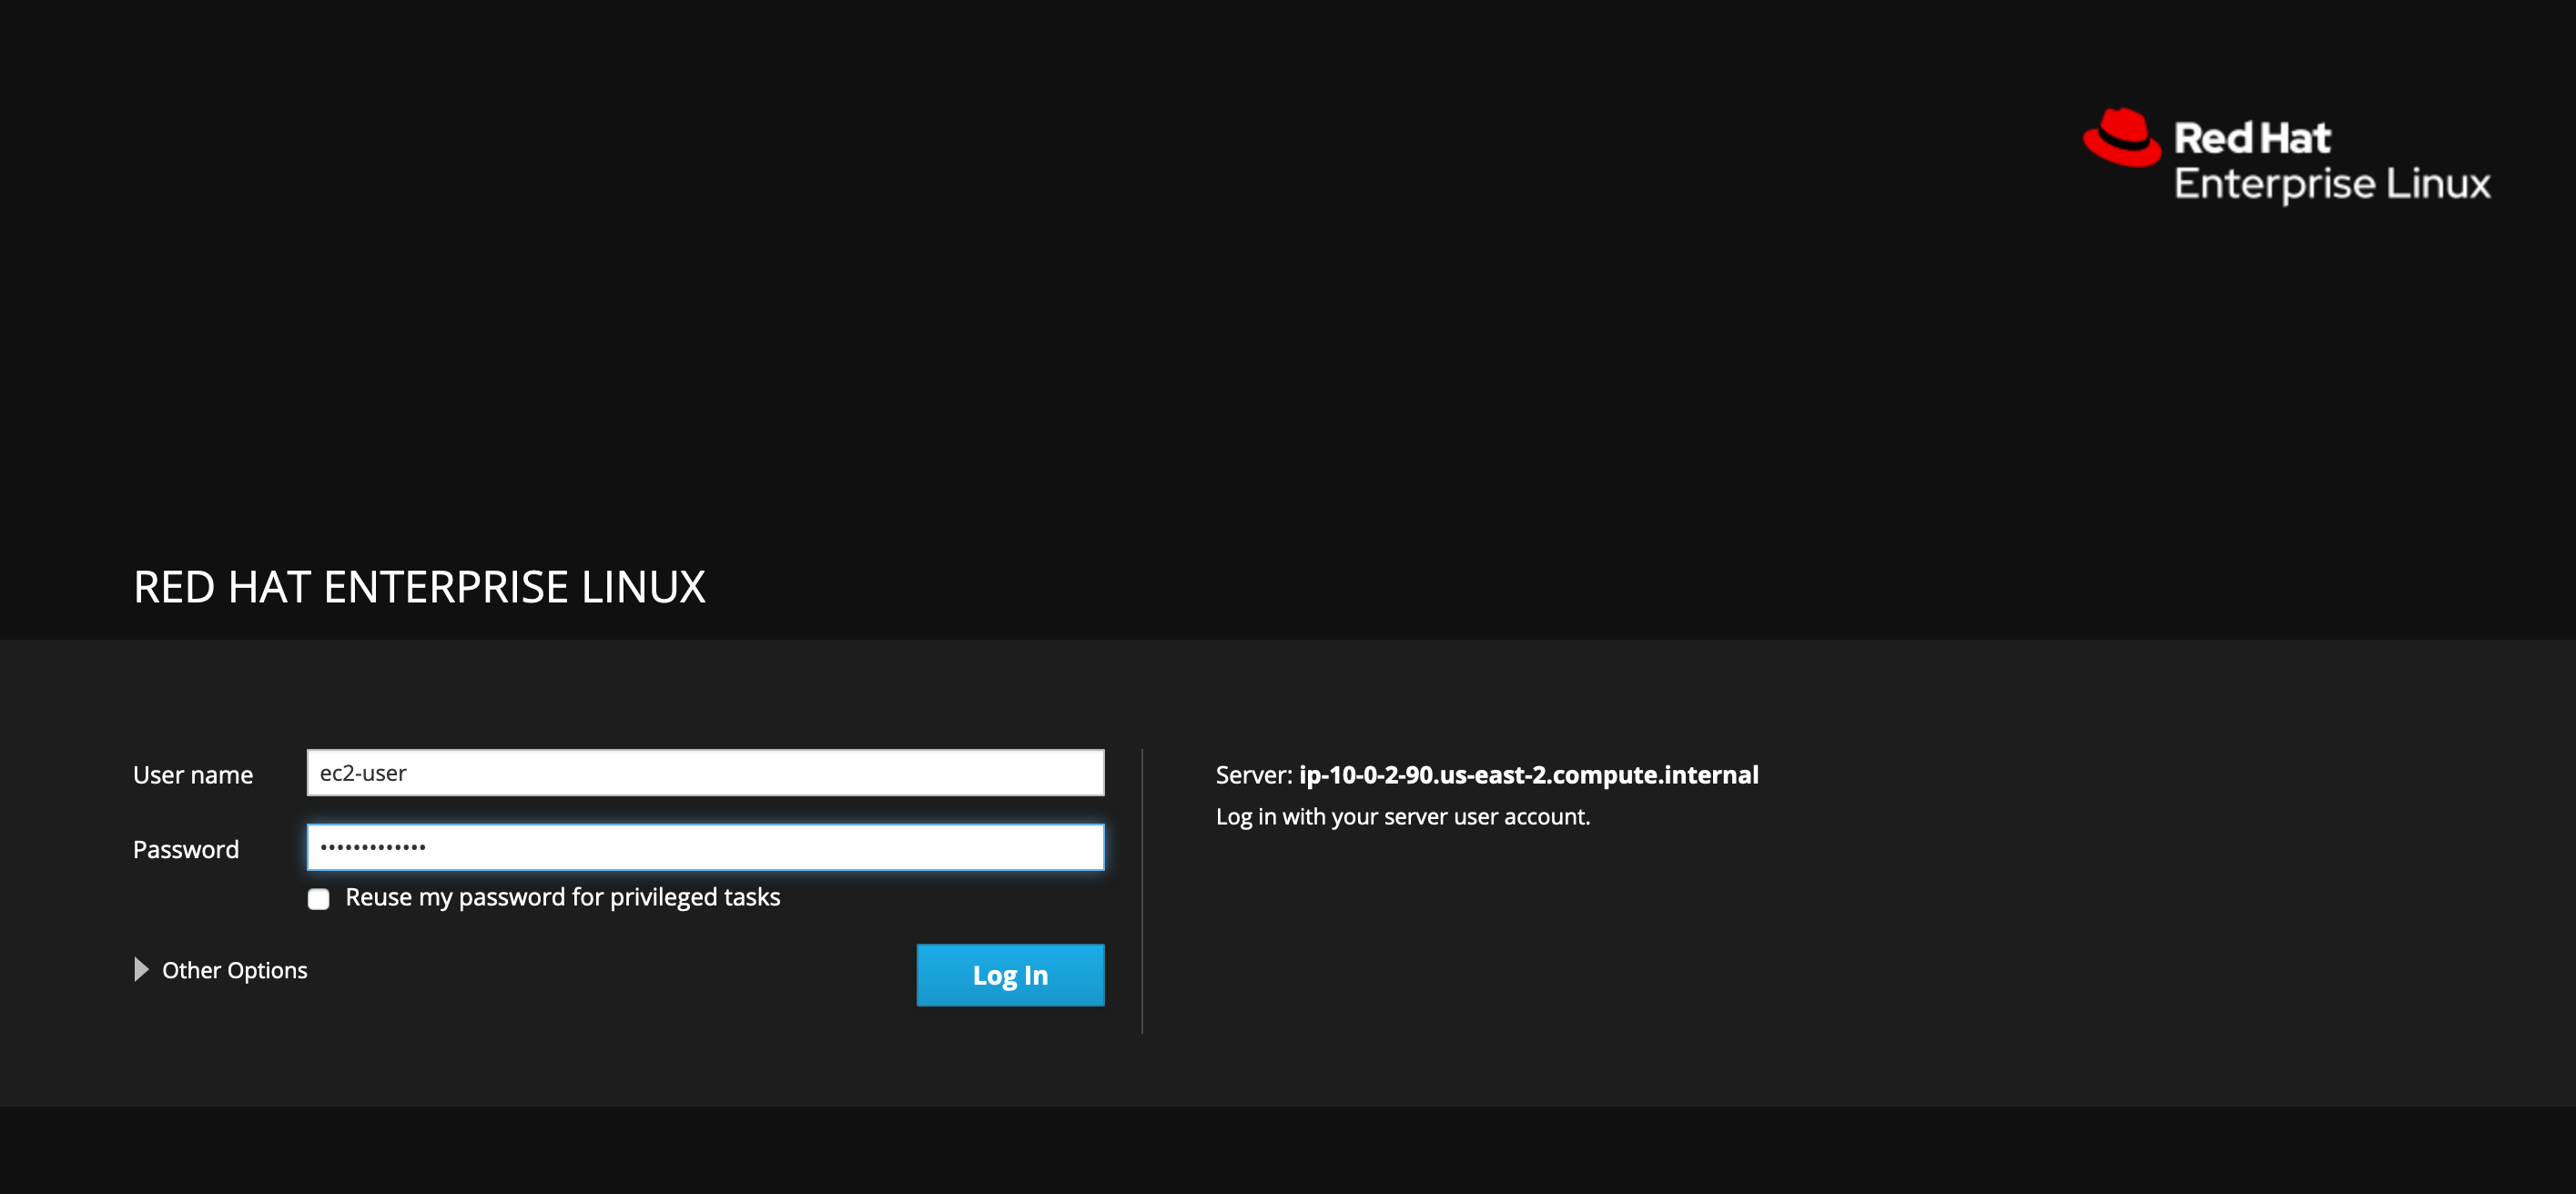 Red Hat
Enterprise Linux
RED HAT ENTERPRISE LINUX
User name
ec2-user
Password
•••••••••••••
Reuse my password for privileged tasks
Other Options
Log In
Server: ip-10-0-2-90.us-east-2.compute.internal
Log in with your server user account.